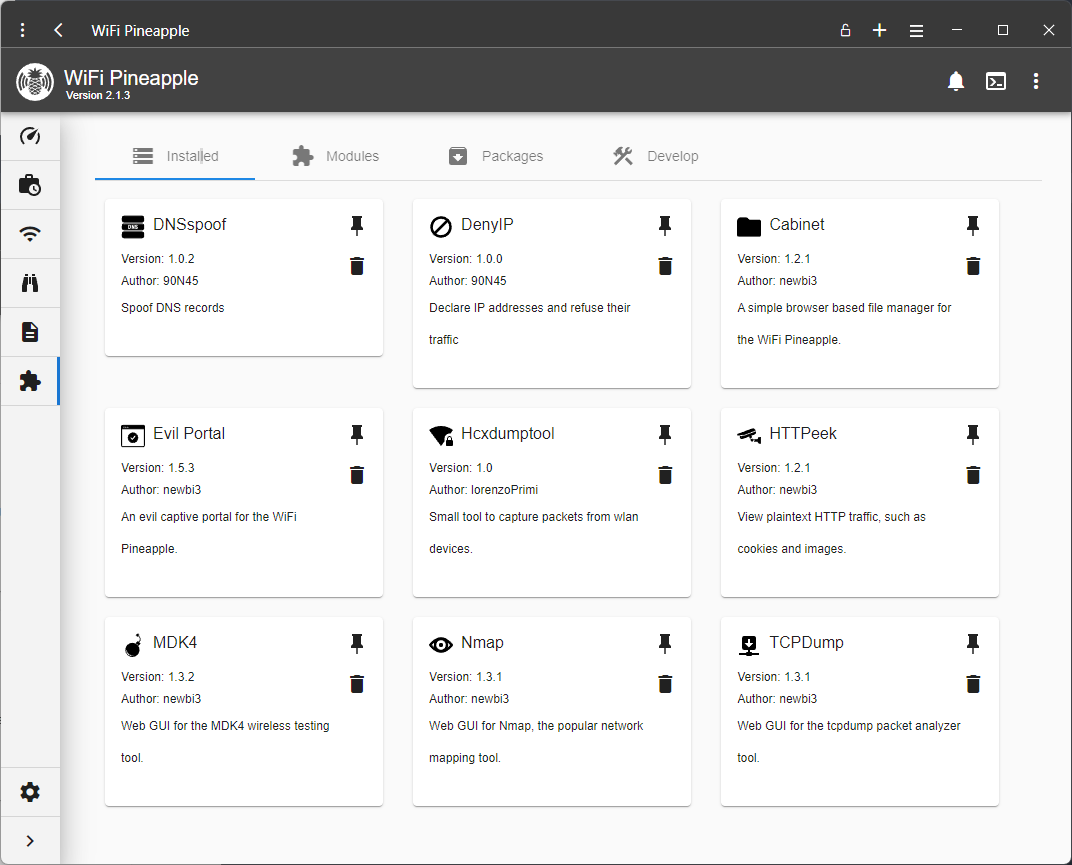 WiFi Pineapple
WiFi Pineapple
Version 2.1.3
Installed
Modules
Packages
Develop
DNS
DNSspoof
Version: 1.0.2
Author: 90N45
Spoof DNS records
DenyIP
Version: 1.0.0
Author: 90N45
Declare IP addresses and refuse their
traffic
Cabinet
Version: 1.2.1
Author: newbi3
A simple browser based file manager for
the WiFi Pineapple.
Evil Portal
Version: 1.5.3
Author: newbi3
An evil captive portal for the WiFi
Pineapple.
Hcxdumptool
Version: 1.0
Author: lorenzoPrimi
Small tool to capture packets from wlan
devices.
HTTPeek
Version: 1.2.1
Author: newbi3
View plaintext HTTP traffic, such as
cookies and images.
MDK4
Version: 1.3.2
Author: newbi3
Web GUI for the MDK4 wireless testing
tool.
Nmap
Version: 1.3.1
Author: newbi3
Web GUI for Nmap, the popular network
mapping tool.
TCPDump
Version: 1.3.1
Author: newbi3
Web GUI for the tcpdump packet analyzer
tool.